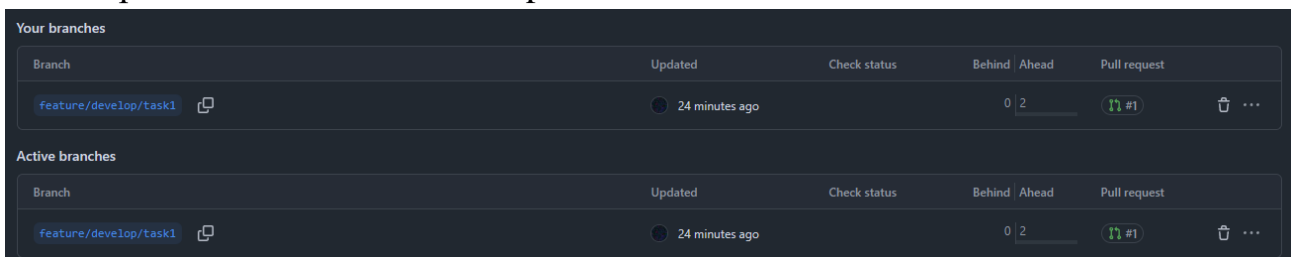 Your branches
Branch Updated Check status Behind Ahead Pull request
feature/develop/task1 24 minutes ago 0 2 #1
Active branches
Branch Updated Check status Behind Ahead Pull request
feature/develop/task1 24 minutes ago 0 2 #1